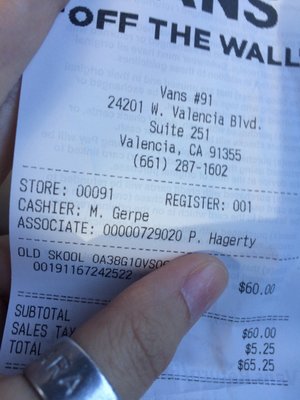 VANS
"OFF THE WALL
Vans #91
24201 W. Valencia Blvd.
Suite 251
Valencia, CA 91355
(661) 287-1602
STORE: 00091 REGISTER: 001
CASHIER: M. Gerpe
ASSOCIATE: 00000729020 P. Hagerty
OLD SKOOL 0A38G10VS0
00191167242522 $60.00
SUBTOTAL $60.00
SALES TAX $5.25
TOTAL $65.25